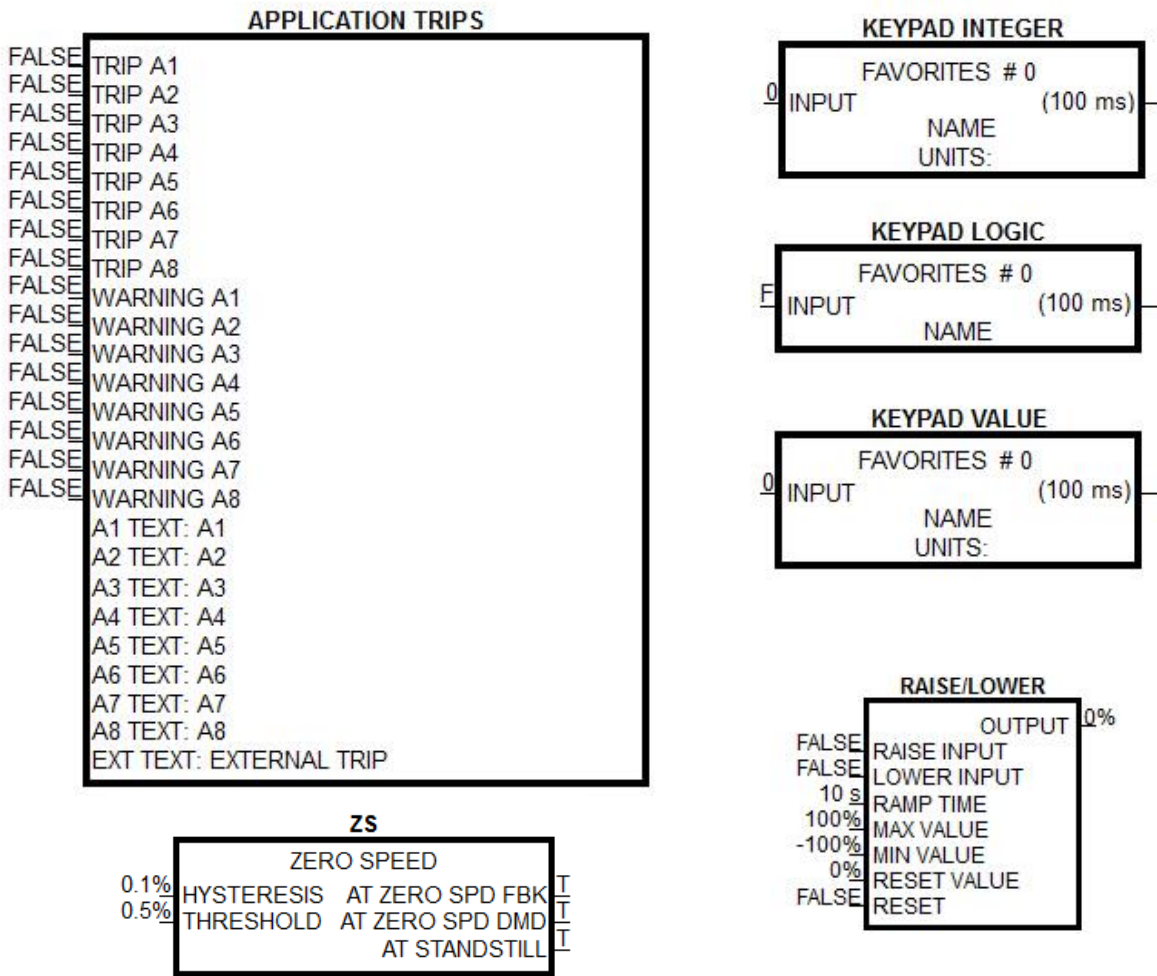 APPLICATION TRIPS
FALSE TRIP A1
FALSE TRIP A2
FALSE TRIP A3
FALSE TRIP A4
FALSE TRIP A5
FALSE TRIP A6
FALSE TRIP A7
FALSE TRIP A8
FALSE WARNING A1
FALSE WARNING A2
FALSE WARNING A3
FALSE WARNING A4
FALSE WARNING A5
FALSE WARNING A6
FALSE WARNING A7
FALSE WARNING A8
A1 TEXT: A1
A2 TEXT: A2
A3 TEXT: A3
A4 TEXT: A4
A5 TEXT: A5
A6 TEXT: A6
A7 TEXT: A7
A8 TEXT: A8
EXT TEXT: EXTERNAL TRIP
ZS
ZERO SPEED
0.1% HYSTERESIS AT ZERO SPD FBK T
0.5% THRESHOLD AT ZERO SPD DMD T
AT STANDSTILL T
KEYPAD INTEGER
FAVORITES # 0
0 INPUT (100 ms)
NAME
UNITS:
KEYPAD LOGIC
FAVORITES # 0
F INPUT (100 ms)
NAME
KEYPAD VALUE
FAVORITES # 0
0 INPUT (100 ms)
NAME
UNITS:
RAISE/LOWER
OUTPUT 0%
FALSE RAISE INPUT
FALSE LOWER INPUT
10 s RAMP TIME
100% MAX VALUE
-100% MIN VALUE
0% RESET VALUE
FALSE RESET